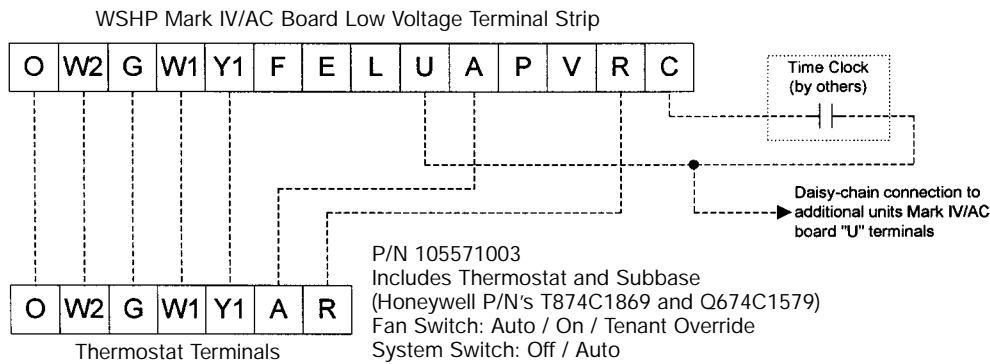 WSHP Mark IV/AC Board Low Voltage Terminal Strip
O W2 G W1 Y1 F E L U A P V R C
Time Clock
(by others)
Daisy-chain connection to
additional units Mark IV/AC
board "U" terminals
P/N 105571003
Includes Thermostat and Subbase
(Honeywell P/N's T874C1869 and Q674C1579)
Fan Switch: Auto / On / Tenant Override
System Switch: Off / Auto
O W2 G W1 Y1 A R
Thermostat Terminals